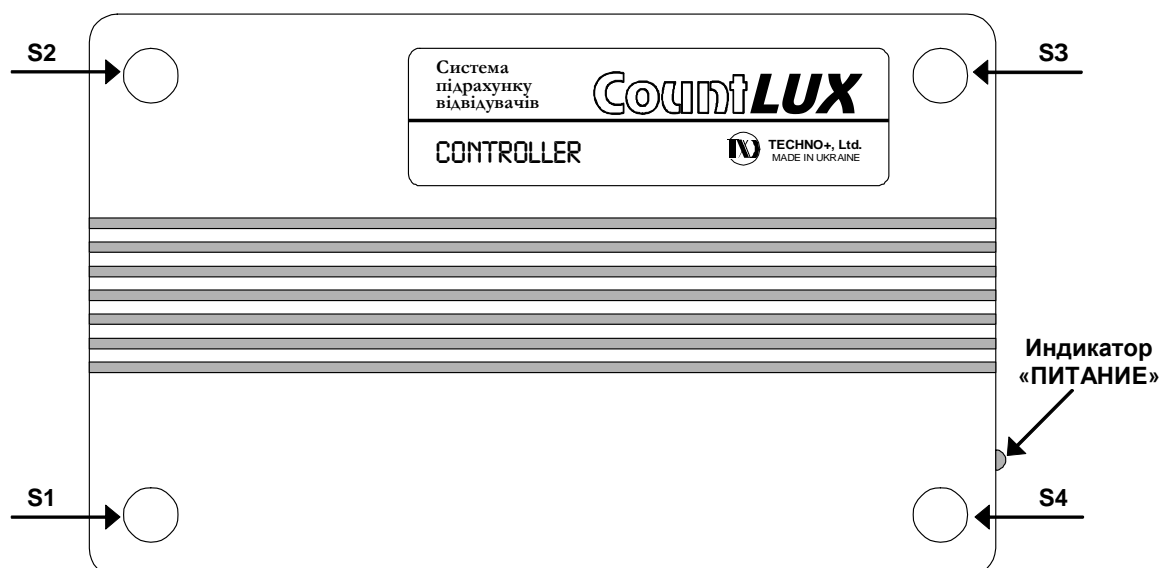 S2
S3
Система
підрахунку
відвідувачів
CountLUX
CONTROLLER
TECHNO+, Ltd.
MADE IN UKRAINE
Индикатор
«ПИТАНИЕ»
S1
S4